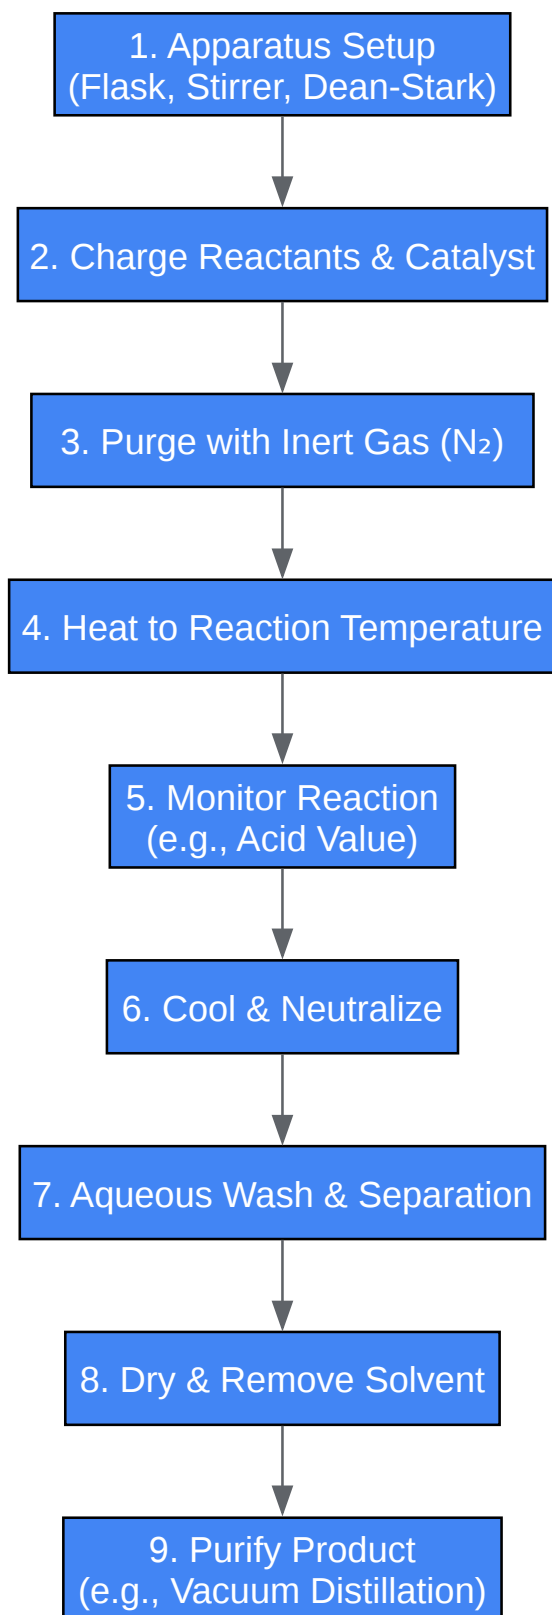 1. Apparatus Setup
(Flask, Stirrer, Dean-Stark)
2. Charge Reactants & Catalyst
3. Purge with Inert Gas (N₂)
4. Heat to Reaction Temperature
5. Monitor Reaction
(e.g., Acid Value)
6. Cool & Neutralize
7. Aqueous Wash & Separation
8. Dry & Remove Solvent
9. Purify Product
(e.g., Vacuum Distillation)